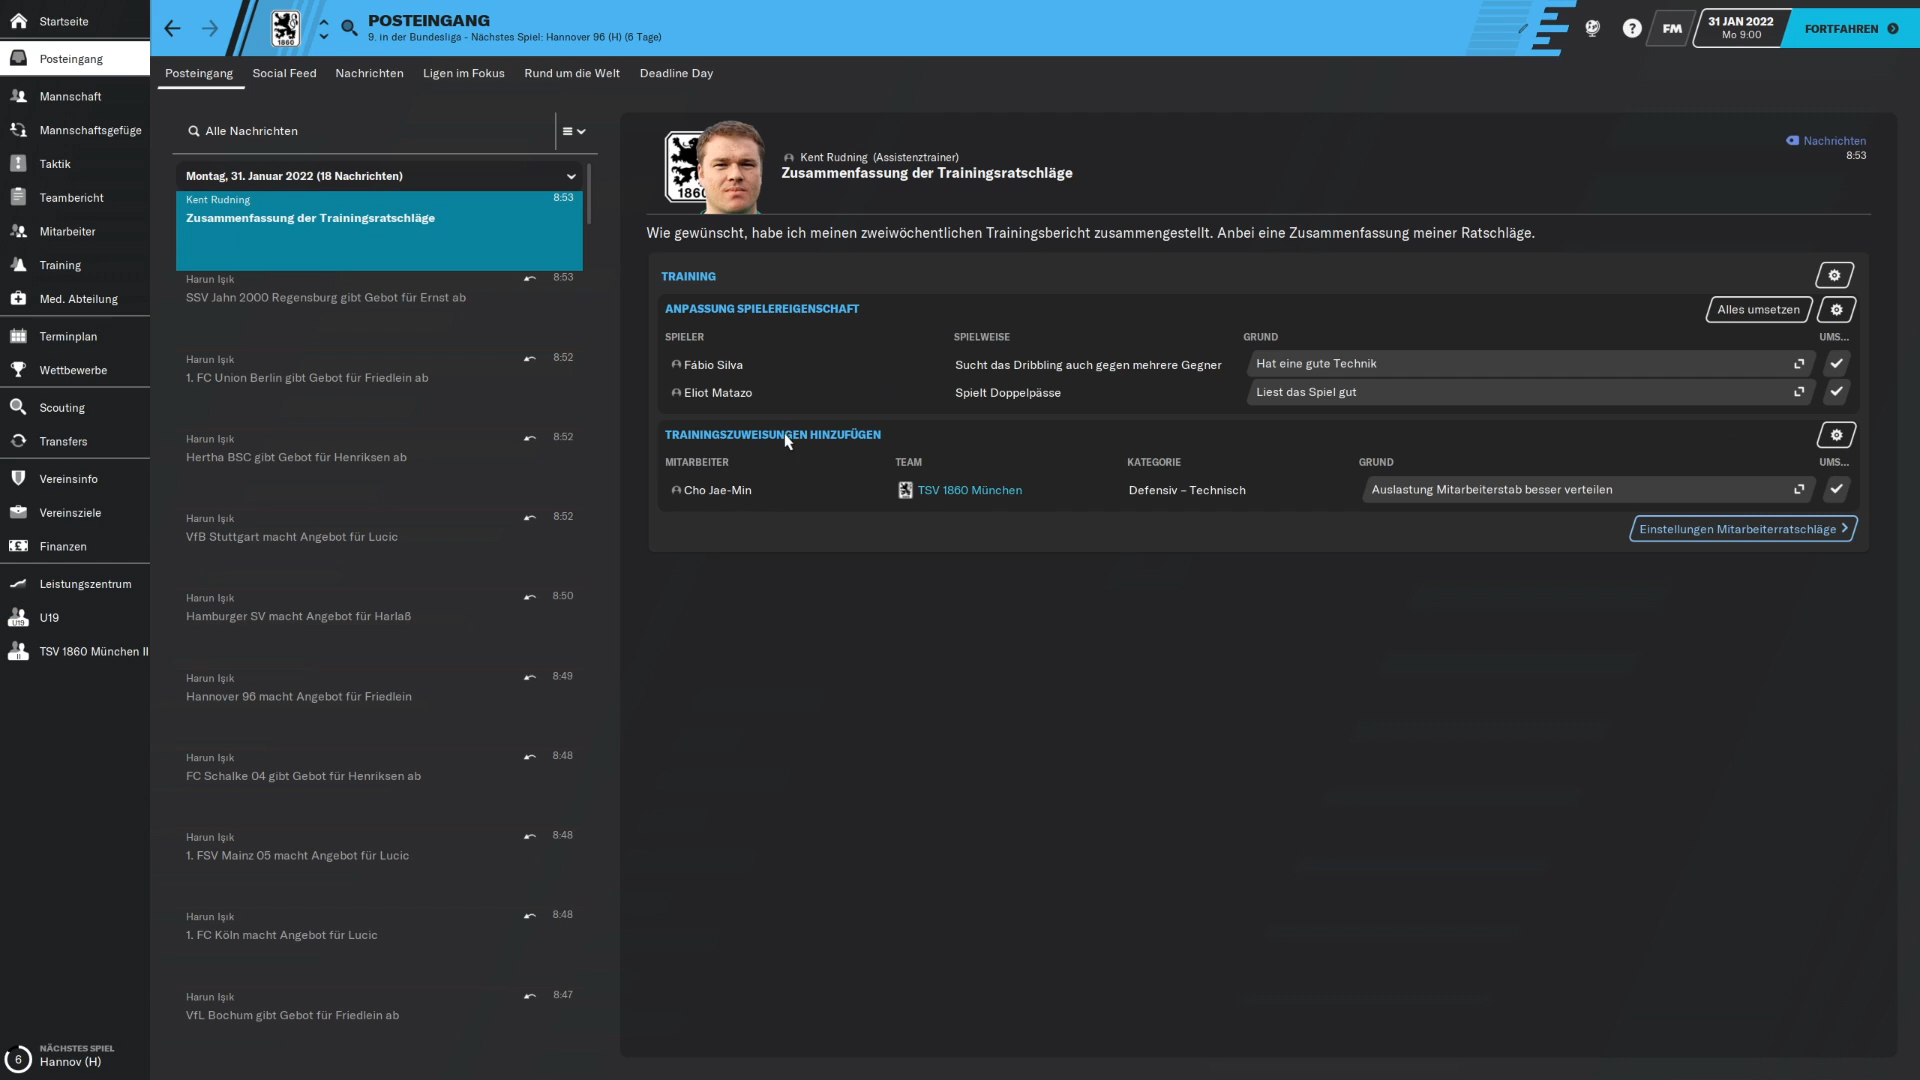 Startseite
Posteingang
Mannschaft
Mannschaftsgefüge
Taktik
Teambericht
Mitarbeiter
Training
Med. Abteilung
Terminplan
Wettbewerbe
Scouting
Transfers
Vereinsinfo
Vereinsziele
Finanzen
Leistungszentrum
U19
U19
TSV 1860 München II
II
6
NÄCHSTES SPIEL
Hannov (H)
1860
POSTEINGANG
9. in der Bundesliga - Nächstes Spiel: Hannover 96 (H) (6 Tage)
?
FM
31 JAN 2022
Mo 9:00
FORTFAHREN
Posteingang
Social Feed
Nachrichten
Ligen im Fokus
Rund um die Welt
Deadline Day
Alle Nachrichten
Montag, 31. Januar 2022 (18 Nachrichten)
Kent Rudning 8:53
Zusammenfassung der Trainingsratschläge
Harun Işık 8:53
SSV Jahn 2000 Regensburg gibt Gebot für Ernst ab
Harun Işık 8:52
1. FC Union Berlin gibt Gebot für Friedlein ab
Harun Işık 8:52
Hertha BSC gibt Gebot für Henriksen ab
Harun Işık 8:52
VfB Stuttgart macht Angebot für Lucic
Harun Işık 8:50
Hamburger SV macht Angebot für Harlaß
Harun Işık 8:49
Hannover 96 macht Angebot für Friedlein
Harun Işık 8:48
FC Schalke 04 gibt Gebot für Henriksen ab
Harun Işık 8:48
1. FSV Mainz 05 macht Angebot für Lucic
Harun Işık 8:48
1. FC Köln macht Angebot für Lucic
Harun Işık 8:47
VfL Bochum gibt Gebot für Friedlein ab
1860
Kent Rudning (Assistenztrainer)
Zusammenfassung der Trainingsratschläge
Nachrichten
8:53
Wie gewünscht, habe ich meinen zweiwöchentlichen Trainingsbericht zusammengestellt. Anbei eine Zusammenfassung meiner Ratschläge.
TRAINING
ANPASSUNG SPIELEREIGENSCHAFT
Alles umsetzen
SPIELER SPIELWEISE GRUND UMS...
Fábio Silva Sucht das Dribbling auch gegen mehrere Gegner Hat eine gute Technik
Eliot Matazo Spielt Doppelpässe Liest das Spiel gut
TRAININGSZUWEISUNGEN HINZUFÜGEN
MITARBEITER TEAM KATEGORIE GRUND UMS...
Cho Jae-Min TSV 1860 München Defensiv – Technisch Auslastung Mitarbeiterstab besser verteilen
Einstellungen Mitarbeiterratschläge